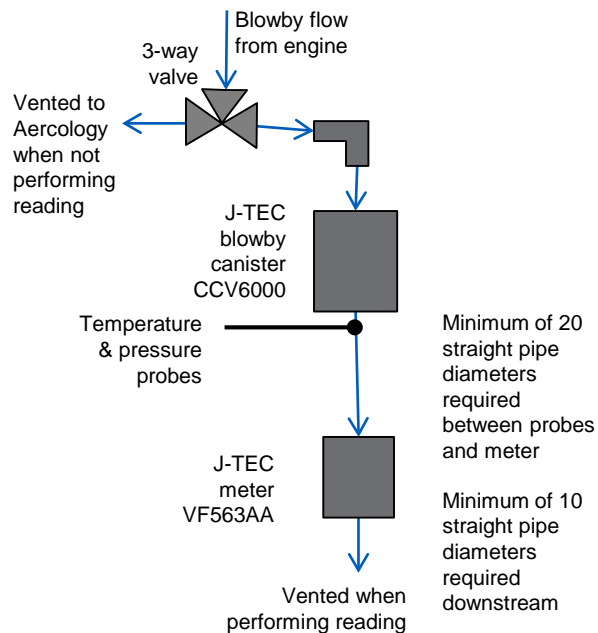 Blowby flow
from engine
3-way
valve
Vented to
Aercology
when not
performing
reading
J-TEC
blowby
canister
CCV6000
Temperature
& pressure
probes
Minimum of 20
straight pipe
diameters
required
between probes
and meter
J-TEC
meter
VF563AA
Minimum of 10
straight pipe
diameters
required
downstream
Vented when
performing reading